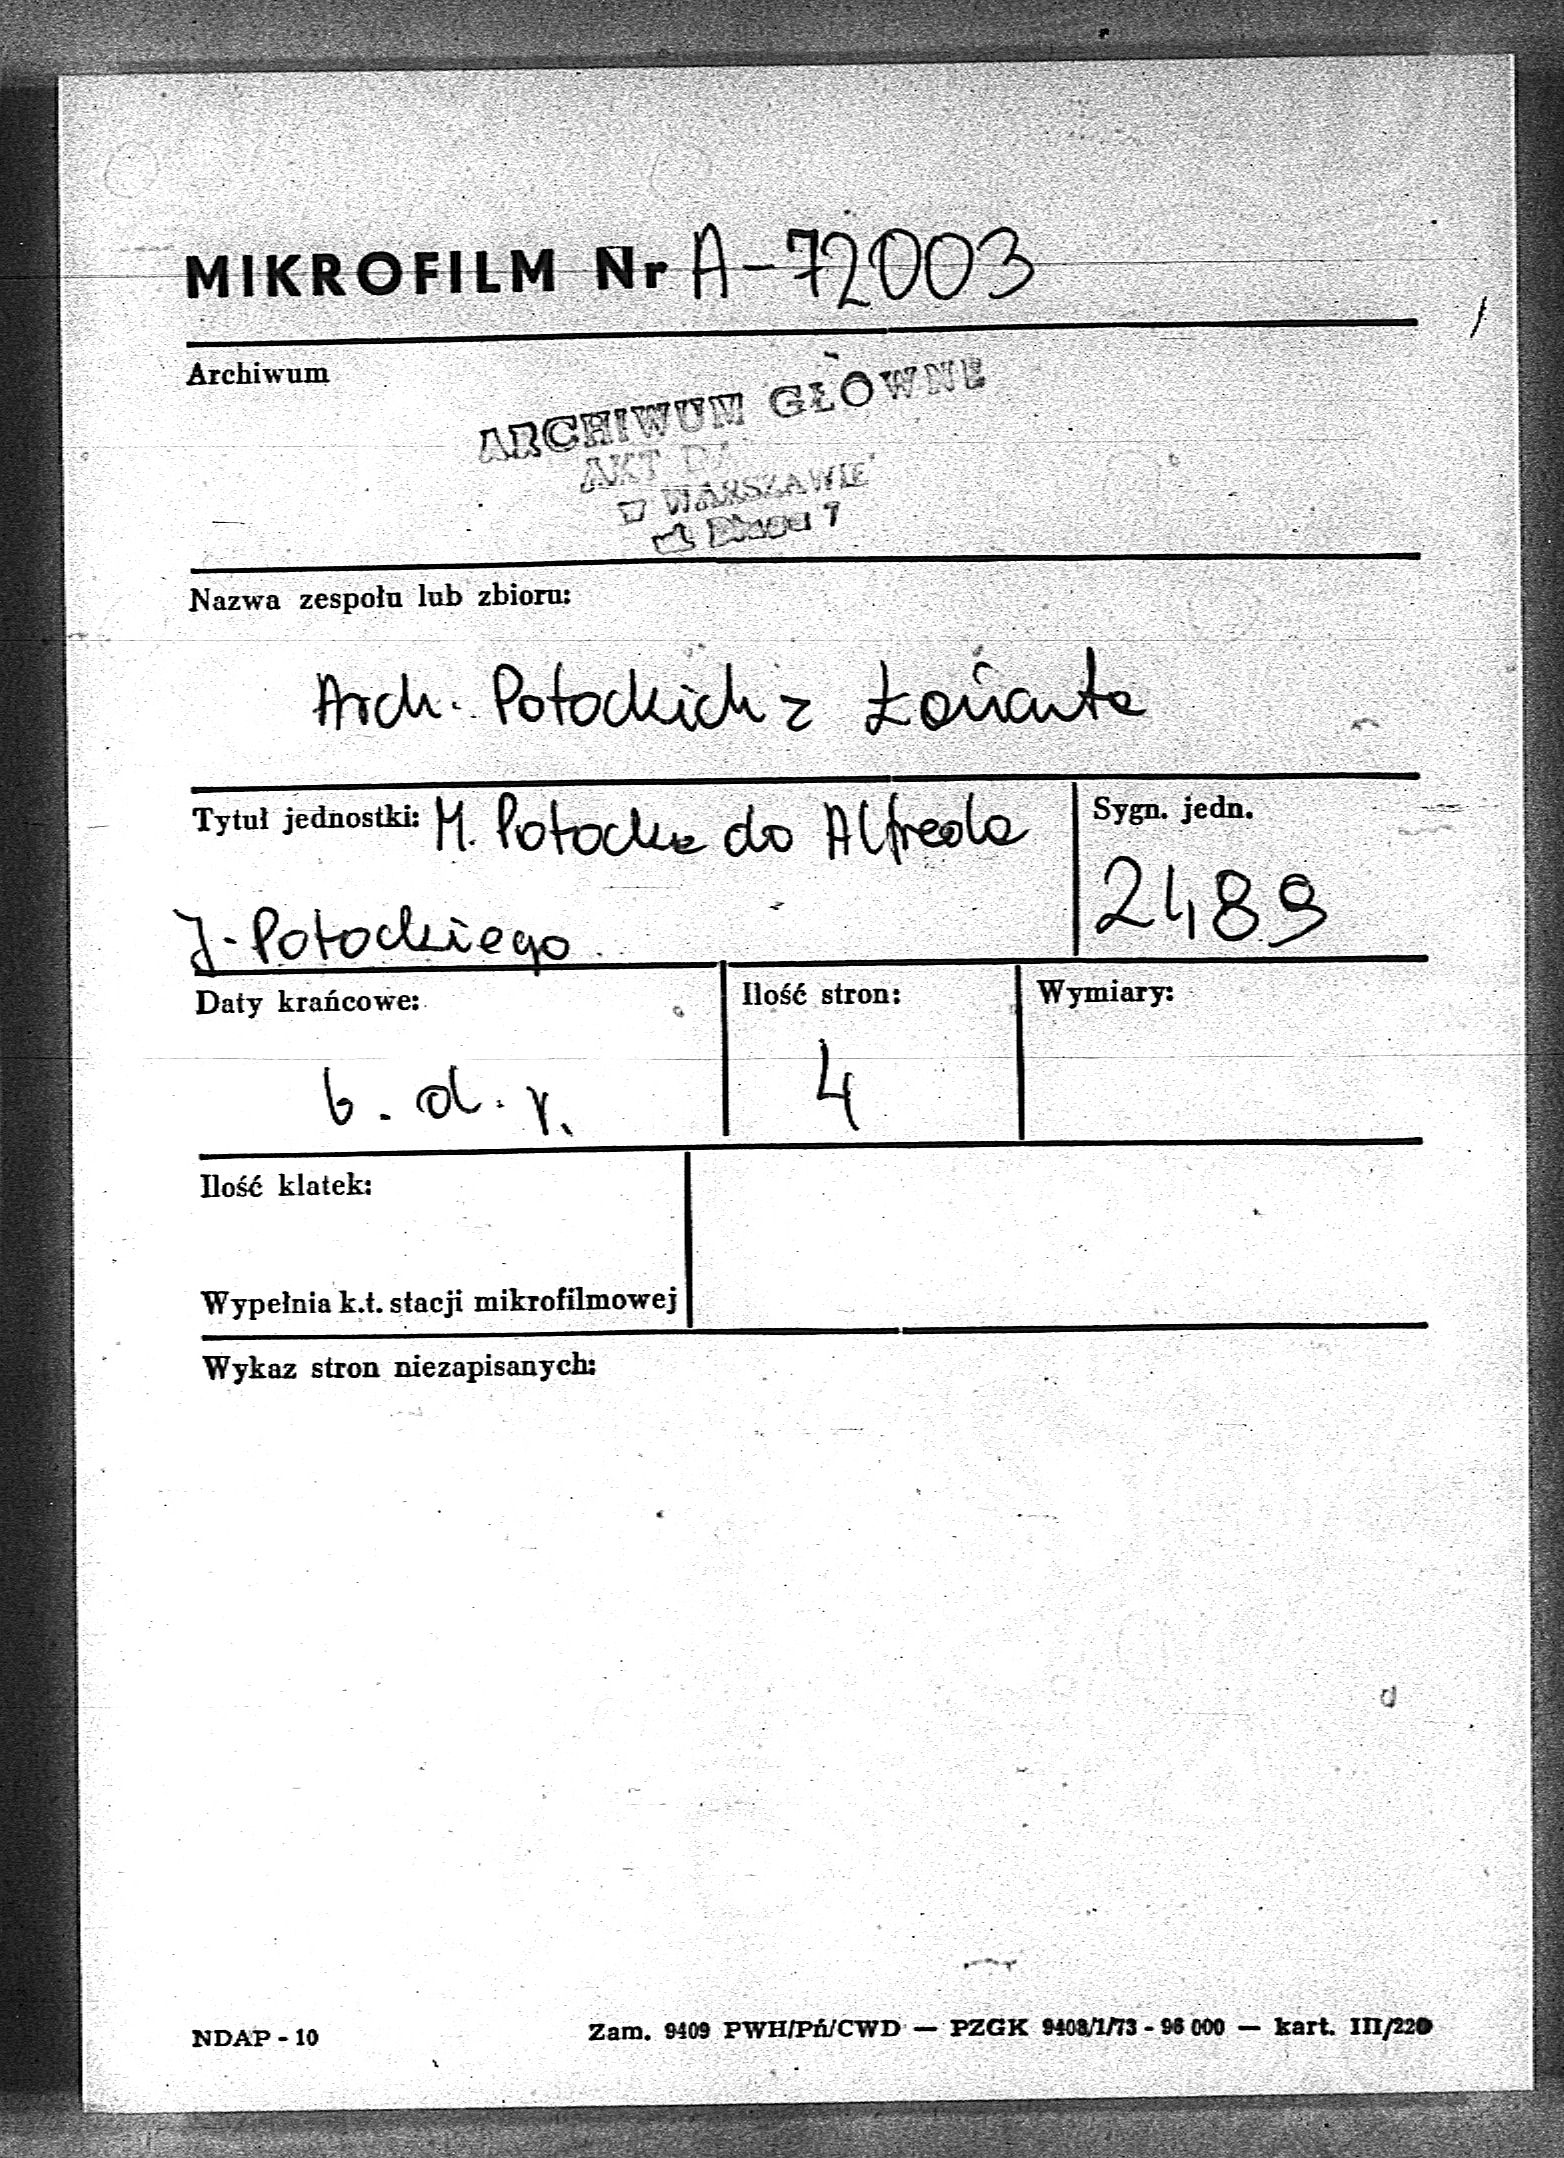 MIKROFILM Nr A-72003
Archiwum
ARCHIWUM GŁÓWNE
AKT
W WARSZAWIE
7
Nazwa zespołu lub zbioru:
Arch. Potockich z Łańcuta
Tytuł jednostki: M. Potocka do Alfreda
J. Potockiego
Sygn. jedn.
2489
Daty krańcowe:
b. d. r.
Ilość stron:
4
Wymiary:
Ilość klatek:
Wypełnia k.t. stacji mikrofilmowej
Wykaz stron niezapisanych:
NDAP - 10
Zam. 9409 PWH/Pń/CWD — PZGK 9408/1/73 - 96 000 — kart. III/220